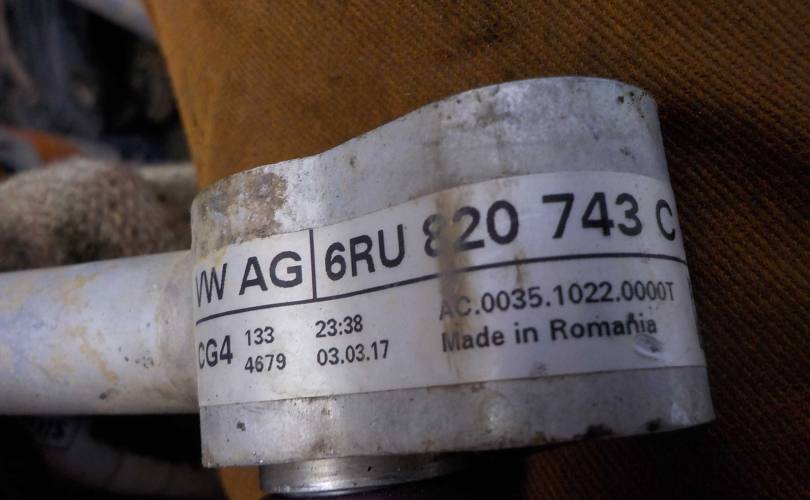 VW AG 6RU 820 743 C
CG4 133 23:38 AC.0035.1022.0000T
4679 03.03.17 Made in Romania